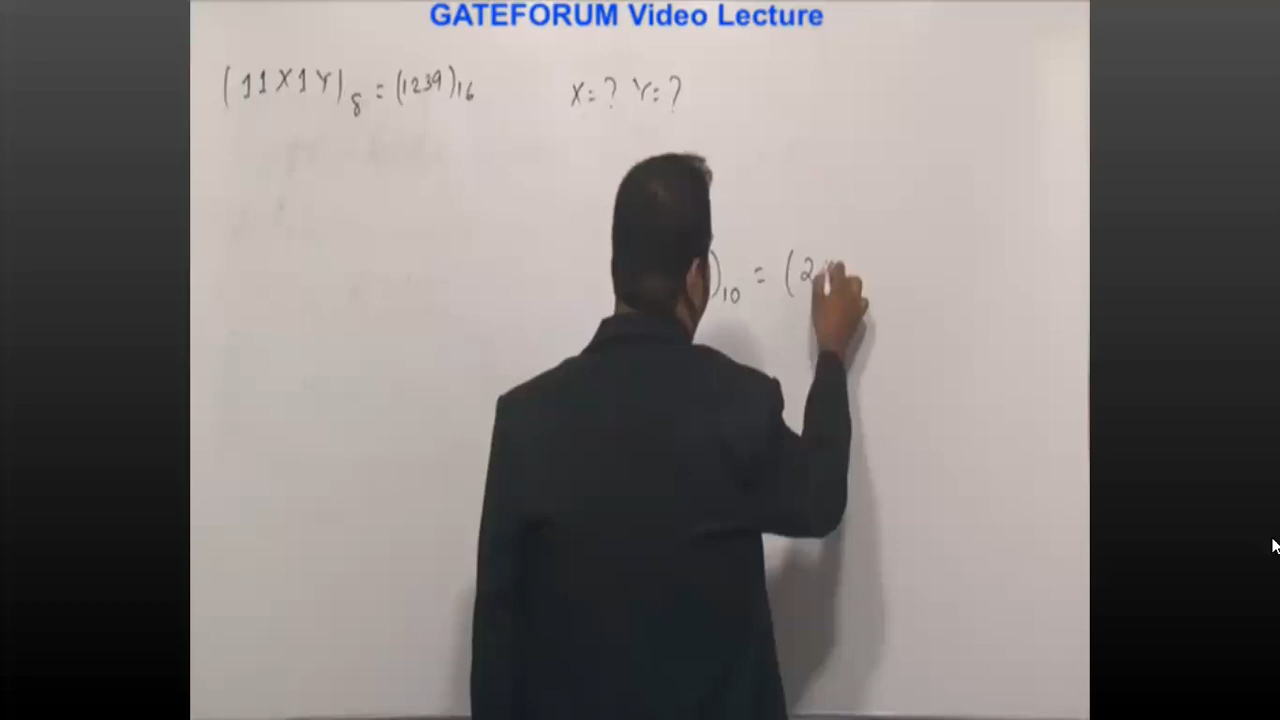 GATEFORUM Video Lecture
(11X1Y)8 = (1239)16 X=? Y=?
)10 = (2